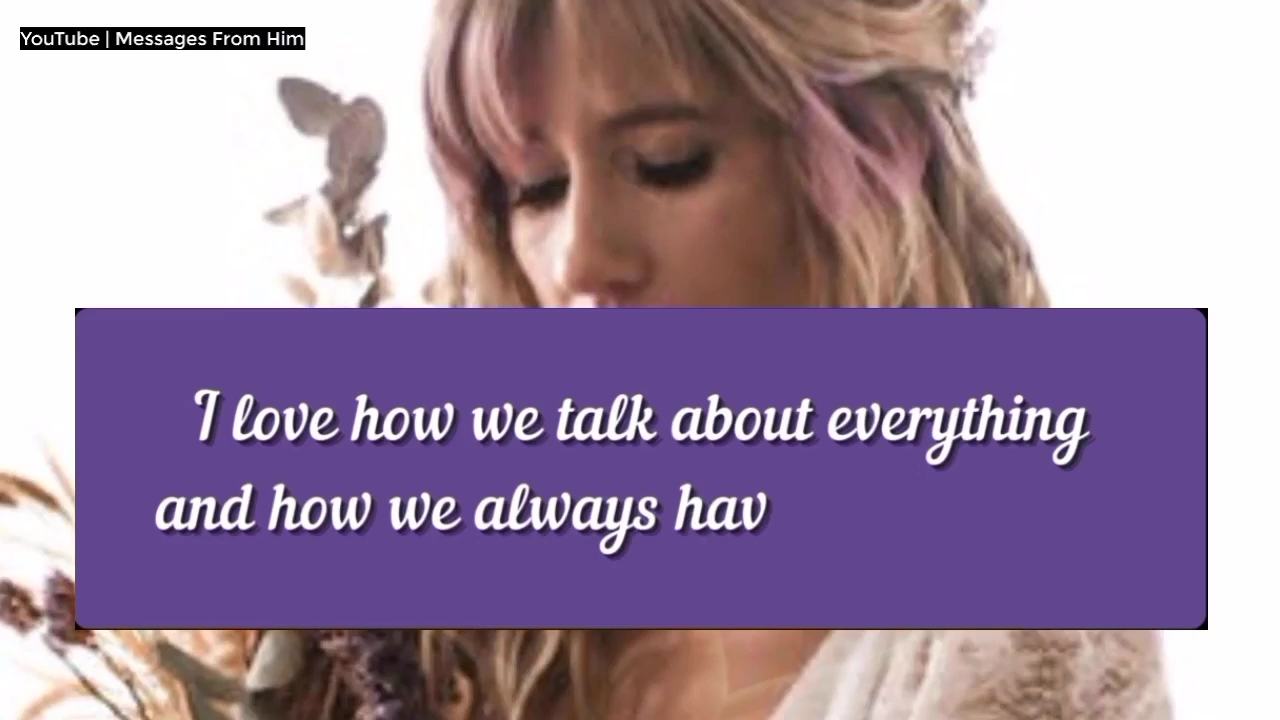 YouTube | Messages From Him
I love how we talk about everything
and how we always hav